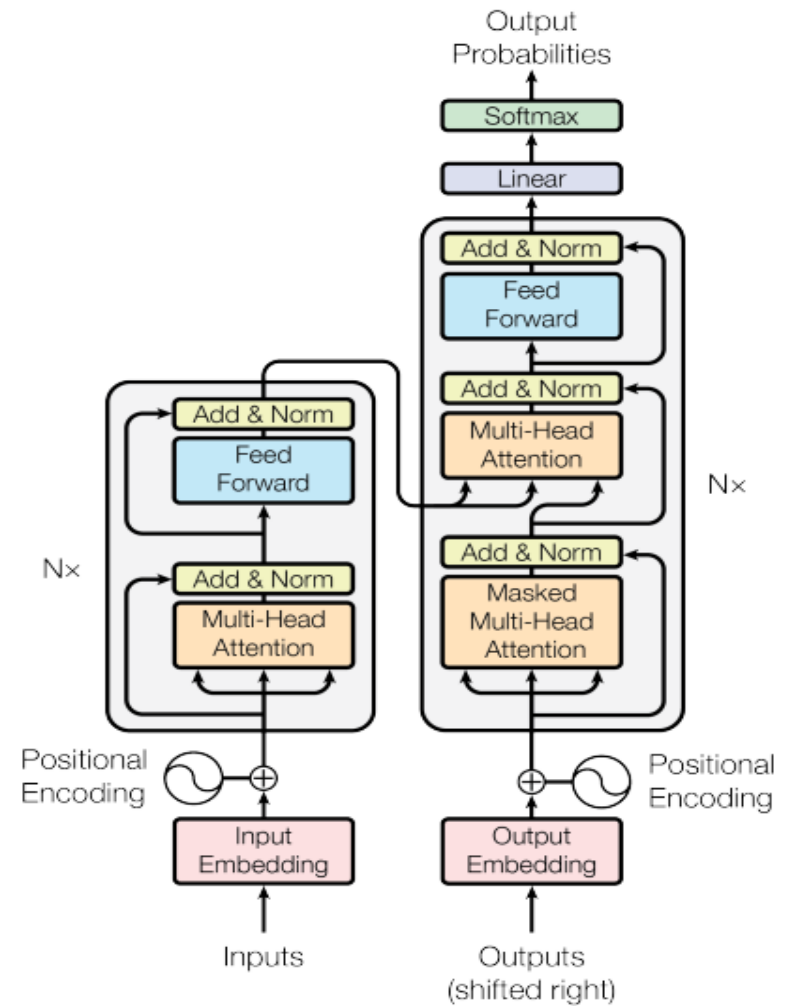 Output
Probabilities
Softmax
Linear
Add & Norm
Feed
Forward
Add & Norm
Multi-Head
Attention
Add & Norm
Masked
Multi-Head
Attention
Nx
Add & Norm
Feed
Forward
Add & Norm
Multi-Head
Attention
Nx
Positional
Encoding
Positional
Encoding
Input
Embedding
Output
Embedding
Inputs
Outputs
(shifted right)